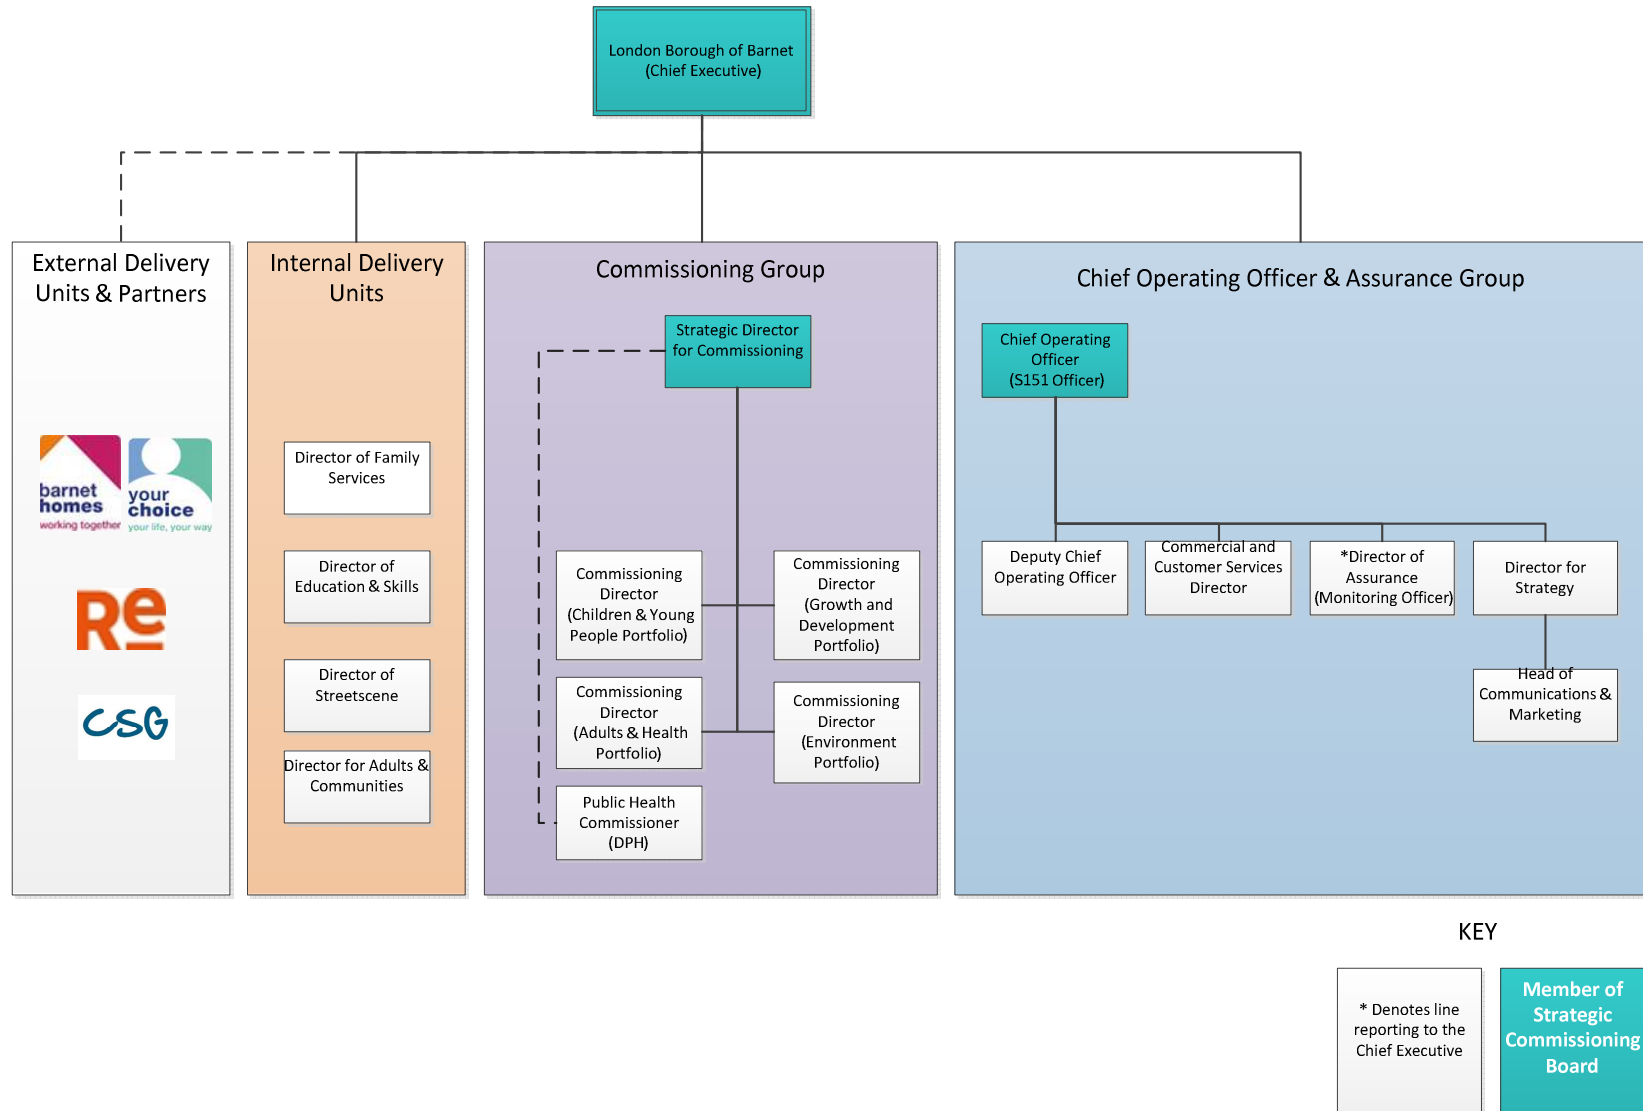 London Borough of Barnet
(Chief Executive)
External Delivery
Units & Partners
barnet
homes
working together
your
choice
your life, your way
Re
CSG
Internal Delivery
Units
Director of Family
Services
Director of
Education & Skills
Director of
Streetscene
Director for Adults &
Communities
Commissioning Group
Strategic Director
for Commissioning
Commissioning
Director
(Children & Young
People Portfolio)
Commissioning
Director
(Growth and
Development
Portfolio)
Commissioning
Director
(Adults & Health
Portfolio)
Commissioning
Director
(Environment
Portfolio)
Public Health
Commissioner
(DPH)
Chief Operating Officer & Assurance Group
Chief Operating
Officer
(S151 Officer)
Deputy Chief
Operating Officer
Commercial and
Customer Services
Director
*Director of
Assurance
(Monitoring Officer)
Director for
Strategy
Head of
Communications &
Marketing
KEY
* Denotes line
reporting to the
Chief Executive
Member of
Strategic
Commissioning
Board